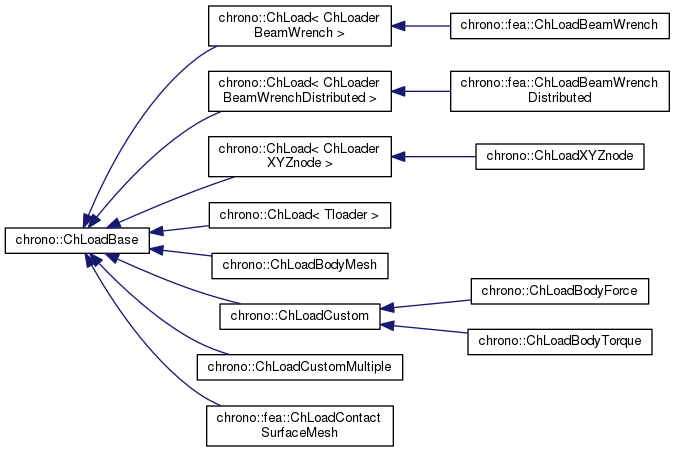 chrono::ChLoad< ChLoader
BeamWrench >
chrono::fea::ChLoadBeamWrench
chrono::ChLoad< ChLoader
BeamWrenchDistributed >
chrono::fea::ChLoadBeamWrench
Distributed
chrono::ChLoad< ChLoader
XYZnode >
chrono::ChLoadXYZnode
chrono::ChLoad< Tloader >
chrono::ChLoadBase
chrono::ChLoadBodyMesh
chrono::ChLoadCustom
chrono::ChLoadBodyForce
chrono::ChLoadBodyTorque
chrono::ChLoadCustomMultiple
chrono::fea::ChLoadContact
SurfaceMesh